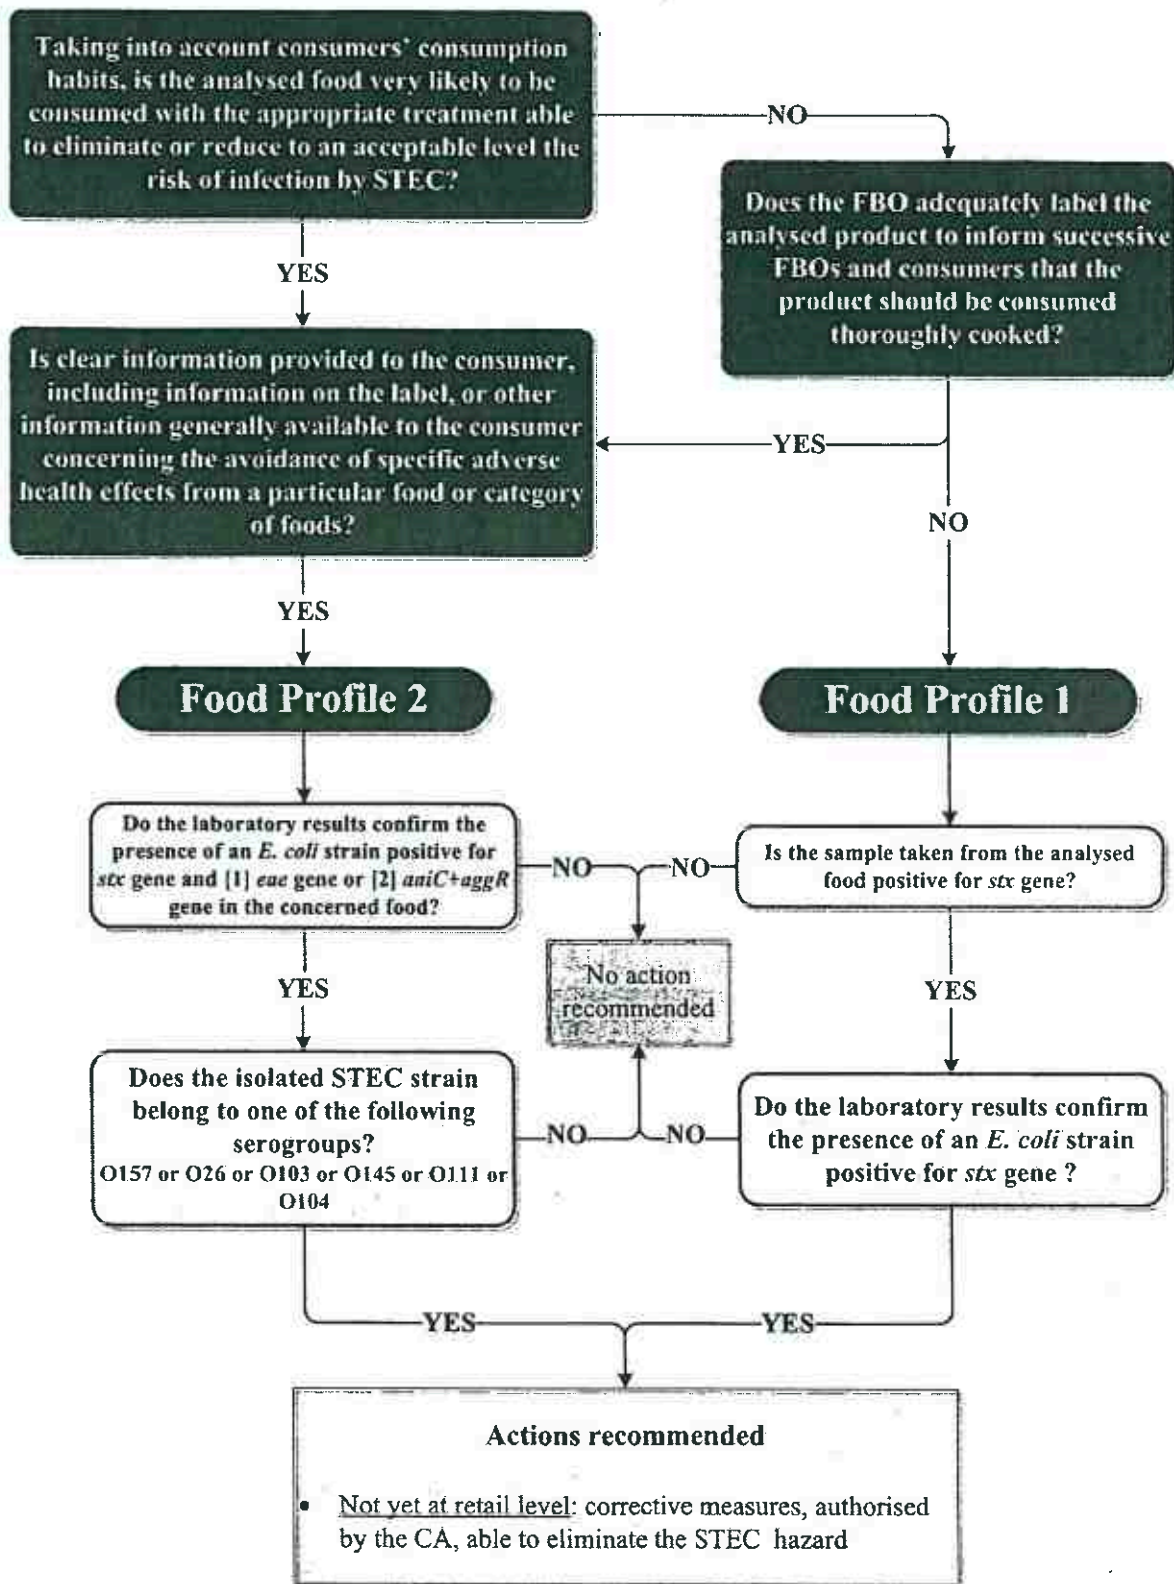 Taking into account consumers' consumption
habits, is the analysed food very likely to be
consumed with the appropriate treatment able
to eliminate or reduce to an acceptable level the
risk of infection by STEC?
NO
Does the FBO adequately label the
analysed product to inform successive
FBOs and consumers that the
product should be consumed
thoroughly cooked?
YES
Is clear information provided to the consumer,
including information on the label, or other
information generally available to the consumer
concerning the avoidance of specific adverse
health effects from a particular food or category
of foods?
YES
NO
YES
Food Profile 2
Food Profile 1
Do the laboratory results confirm the
presence of an E. coli strain positive for
stx gene and [1] eae gene or [2] aaiC+aggR
gene in the concerned food?
NO
NO
Is the sample taken from the analysed
food positive for stx gene?
No action
recommended
YES
YES
Does the isolated STEC strain
belong to one of the following
serogroups?
O157 or O26 or O103 or O145 or O111 or
O104
NO
NO
Do the laboratory results confirm
the presence of an E. coli strain
positive for stx gene ?
YES
YES
Actions recommended
• Not yet at retail level: corrective measures, authorised
by the CA, able to eliminate the STEC hazard